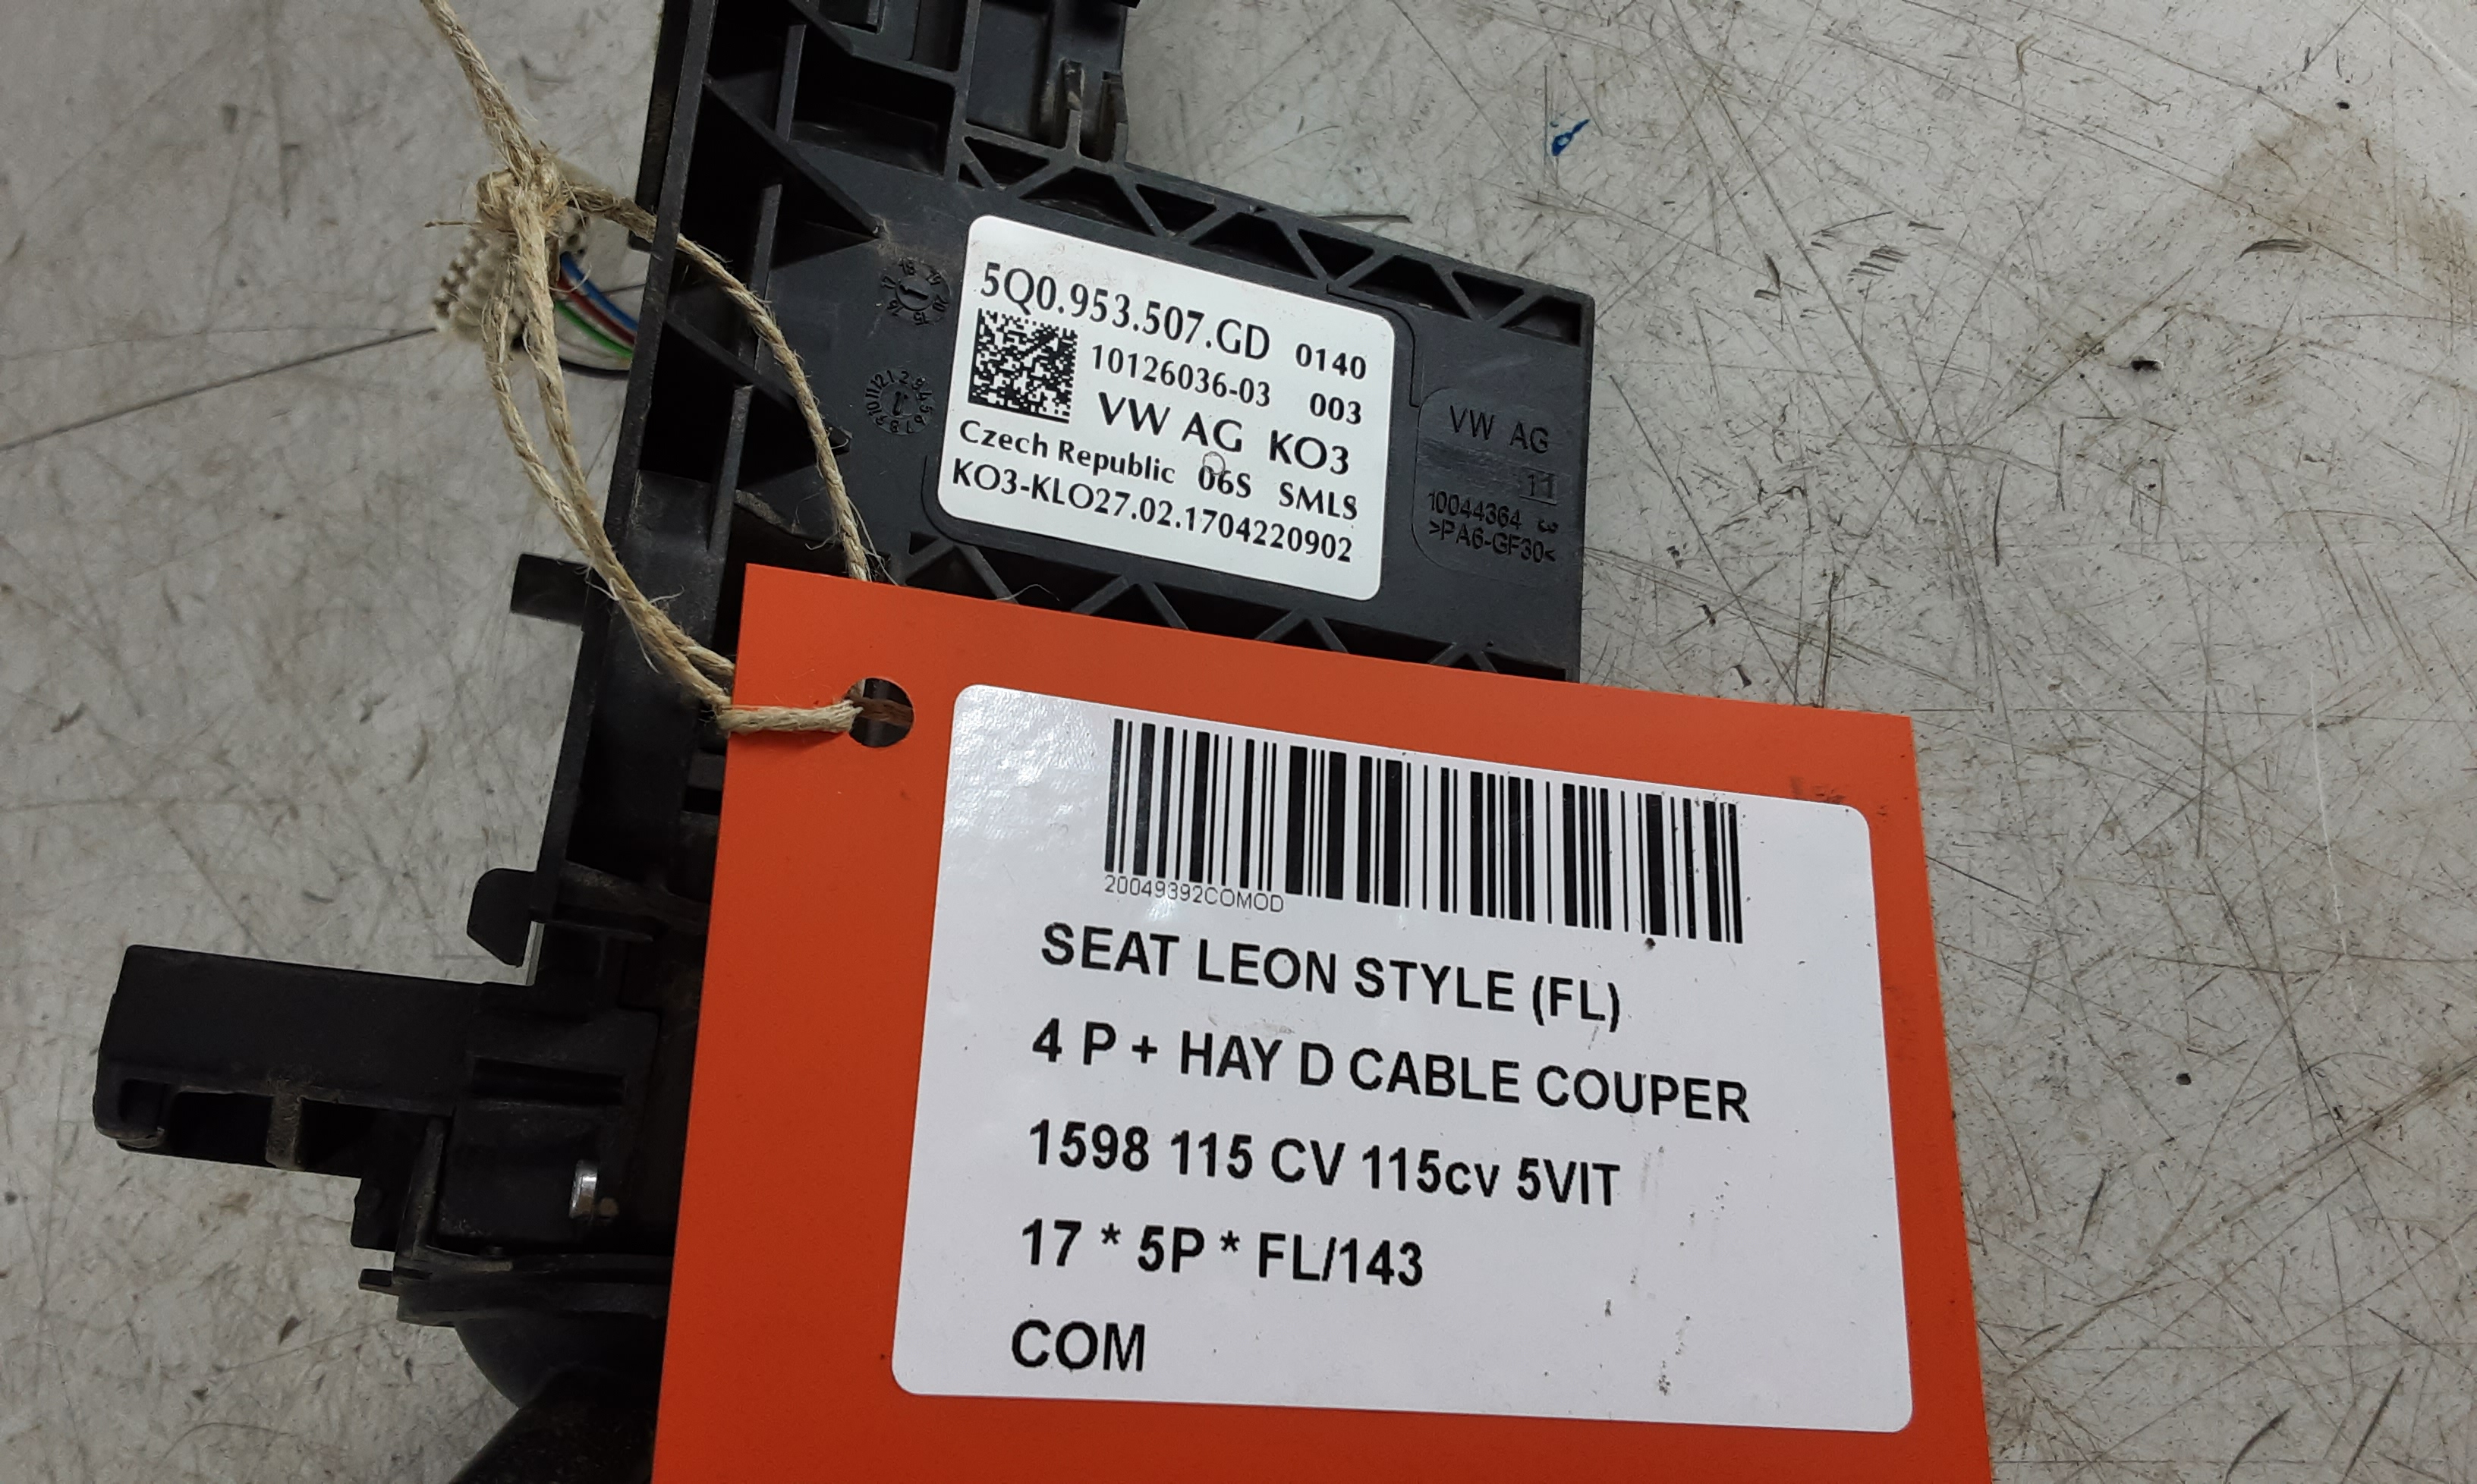 5Q0.953.507.GD 0140
10126036-03 003
VW AG KO3
Czech Republic 06S SMLS
KO3-KLO27.02.1704220902
VW AG
11
10044364 3
>PA6-GF30<
20049392COMOD
SEAT LEON STYLE (FL)
4 P + HAY D CABLE COUPER
1598 115 CV 115cv 5VIT
17 * 5P * FL/143
COM